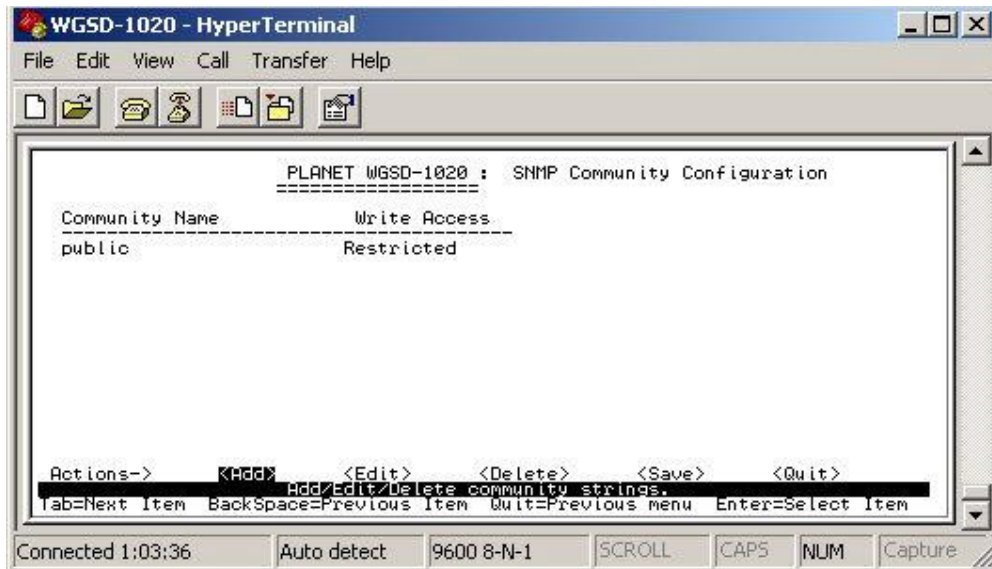 WGSD-1020 - HyperTerminal
File Edit View Call Transfer Help
PLANET WGSD-1020 : SNMP Community Configuration
===================
Community Name Write Access
-----------------------------------------------
public Restricted
Actions-> <Add> <Edit> <Delete> <Save> <Quit>
Add/Edit/Delete community strings.
Tab=Next Item BackSpace=Previous Item Quit=Previous menu Enter=Select Item
Connected 1:03:36 Auto detect 9600 8-N-1 SCROLL CAPS NUM Capture